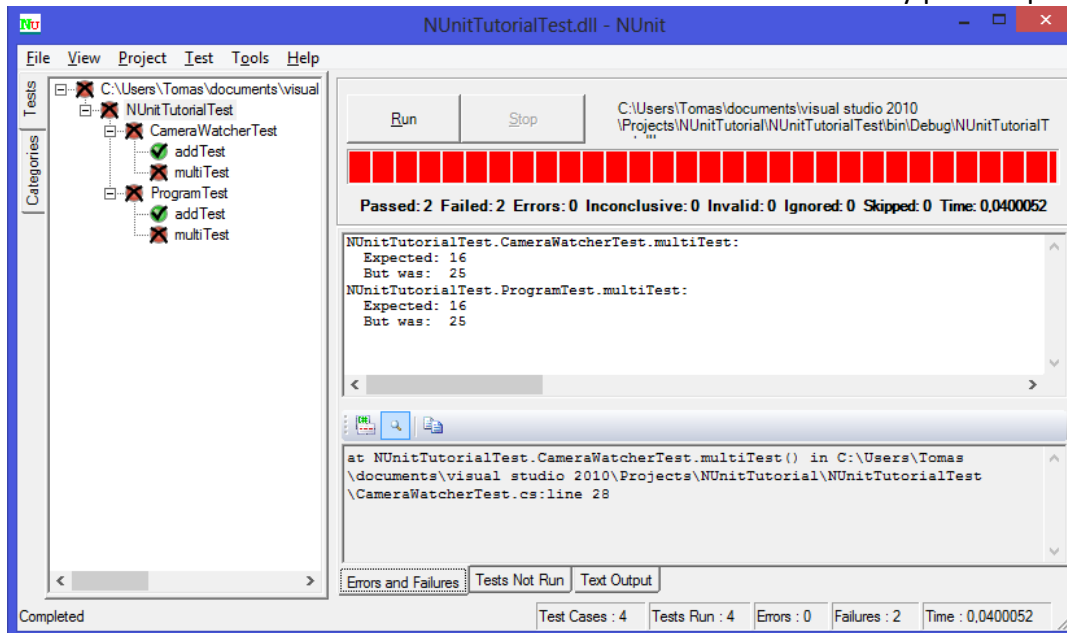 NUnitTutorialTest.dll - NUnit
File View Project Test Tools Help
Tests
Categories
C:\Users\Tomas\documents\visual
NUnitTutorialTest
CameraWatcherTest
addTest
multiTest
ProgramTest
addTest
multiTest
Run
Stop
C:\Users\Tomas\documents\visual studio 2010
\Projects\NUnitTutorial\NUnitTutorialTest\bin\Debug\NUnitTutorialT
Passed: 2 Failed: 2 Errors: 0 Inconclusive: 0 Invalid: 0 Ignored: 0 Skipped: 0 Time: 0,0400052
NUnitTutorialTest.CameraWatcherTest.multiTest:
Expected: 16
But was: 25
NUnitTutorialTest.ProgramTest.multiTest:
Expected: 16
But was: 25
at NUnitTutorialTest.CameraWatcherTest.multiTest() in C:\Users\Tomas
\documents\visual studio 2010\Projects\NUnitTutorial\NUnitTutorialTest
\CameraWatcherTest.cs:line 28
Errors and Failures Tests Not Run Text Output
Completed
Test Cases : 4 Tests Run : 4 Errors : 0 Failures : 2 Time : 0,0400052